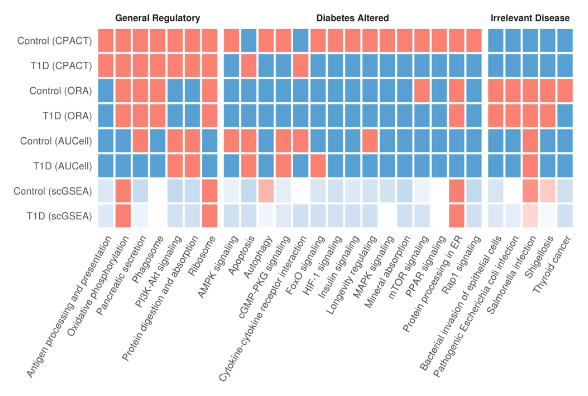 General Regulatory
Diabetes Altered
Irrelevant Disease
Control (CPACT)
T1D (CPACT)
Control (ORA)
T1D (ORA)
Control (AUCell)
T1D (AUCell)
Control (scGSEA)
T1D (scGSEA)
Antigen processing and presentation
Oxidative phosphorylation
Pancreatic secretion
Phagosome
PI3K-Akt signaling
Protein digestion and absorption
Ribosome
AMPK signaling
Apoptosis
Autophagy
cGMP-PKG signaling
Cytokine-cytokine receptor interaction
FoxO signaling
HIF-1 signaling
Insulin signaling
Longevity regulating
MAPK signaling
Mineral absorption
mTOR signaling
PPAR signaling
Protein processing in ER
Rap1 signaling
Bacterial invasion of epithelial cells
Pathogenic Escherichia coli infection
Salmonella infection
Shigellosis
Thyroid cancer